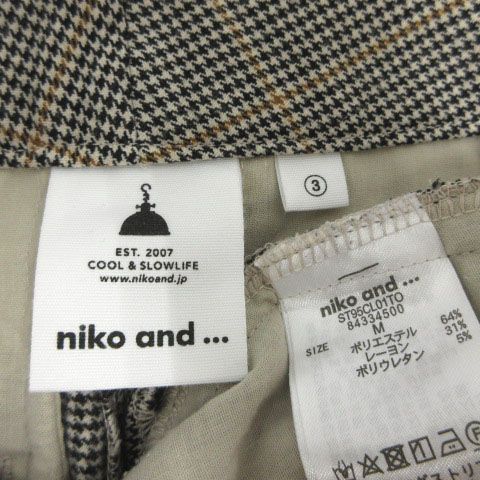 EST. 2007
COOL & SLOWLIFE
www.nikoand.jp
niko and ...
3
niko and ...
ST95CL01TO
84334500
SIZE M
ポリエステル 64%
レーヨン 31%
ポリウレタン 5%